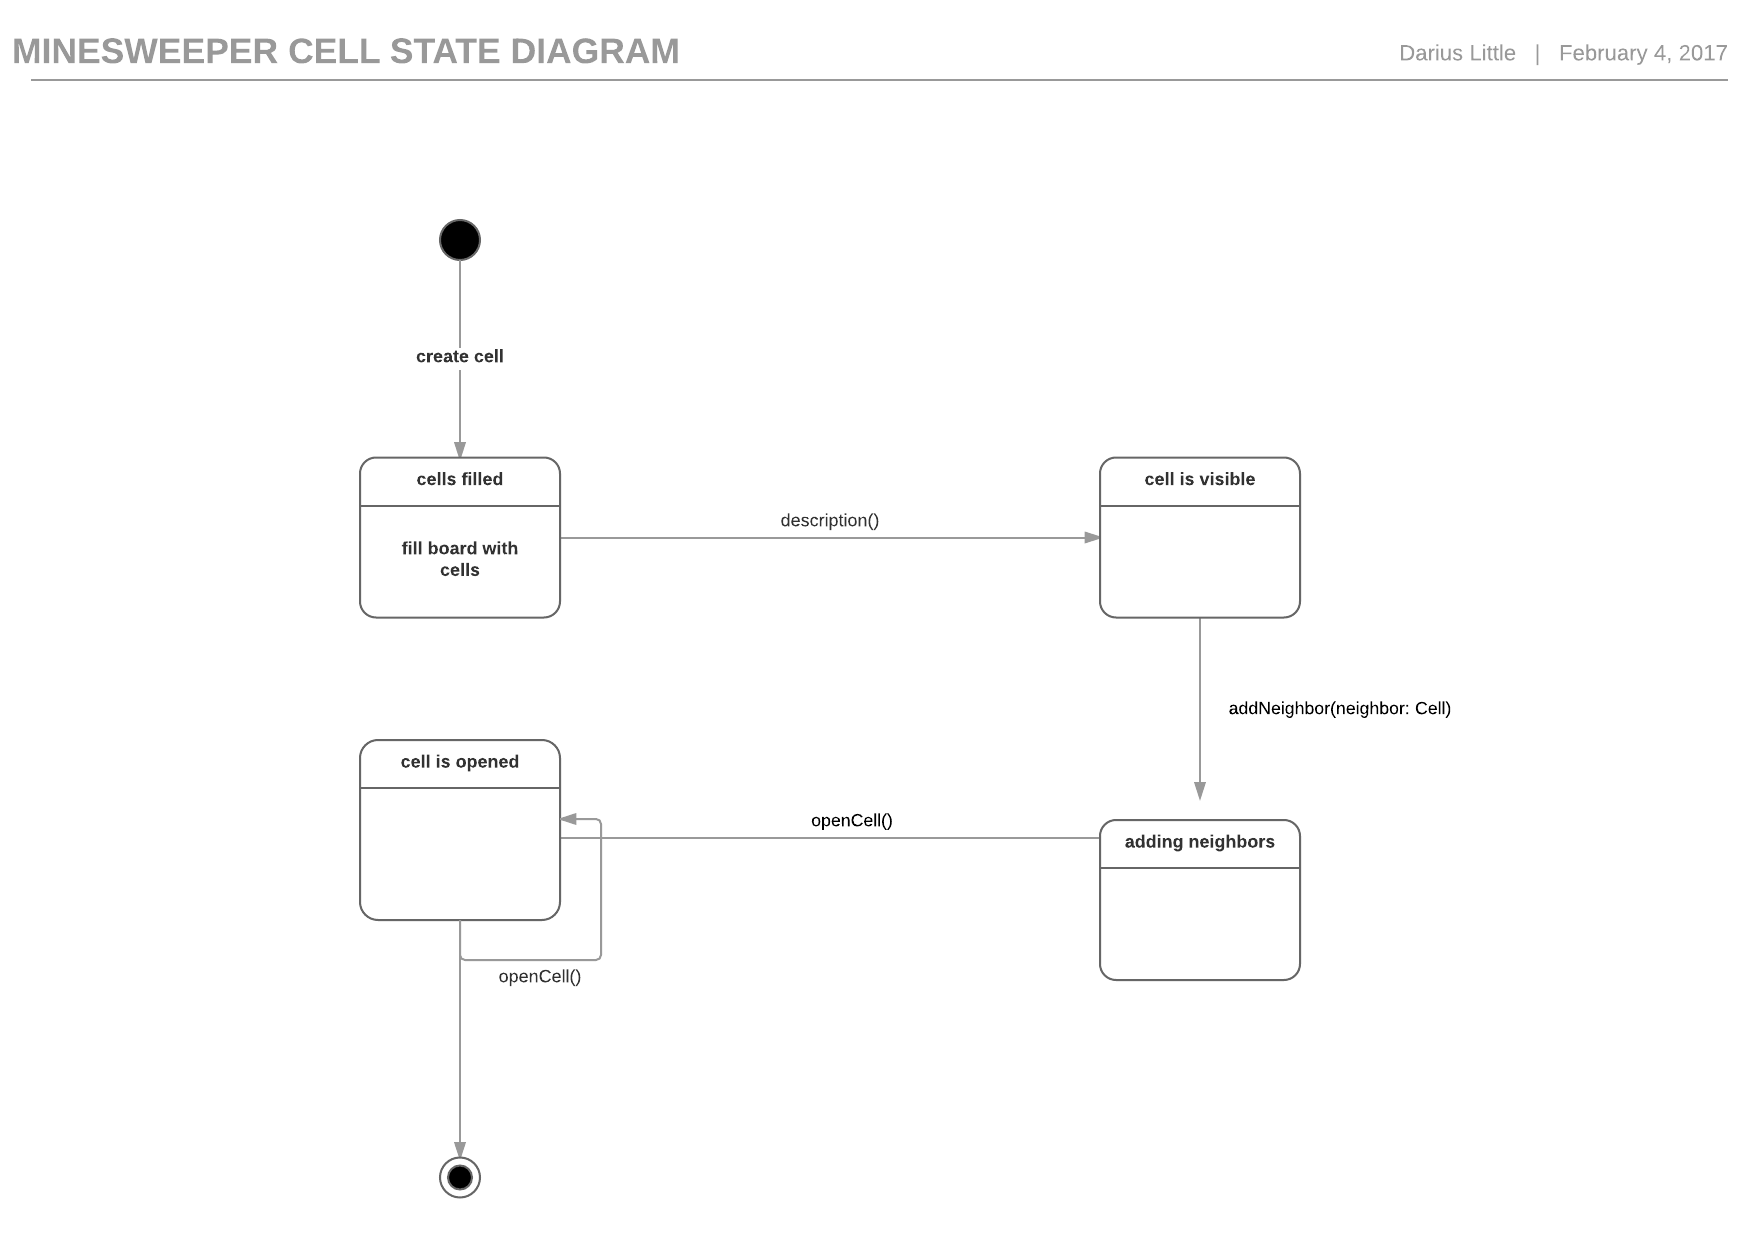 MINESWEEPER CELL STATE DIAGRAM
Darius Little | February 4, 2017
create cell
cells filled
fill board with
cells
description()
cell is visible
addNeighbor(neighbor: Cell)
cell is opened
openCell()
adding neighbors
openCell()